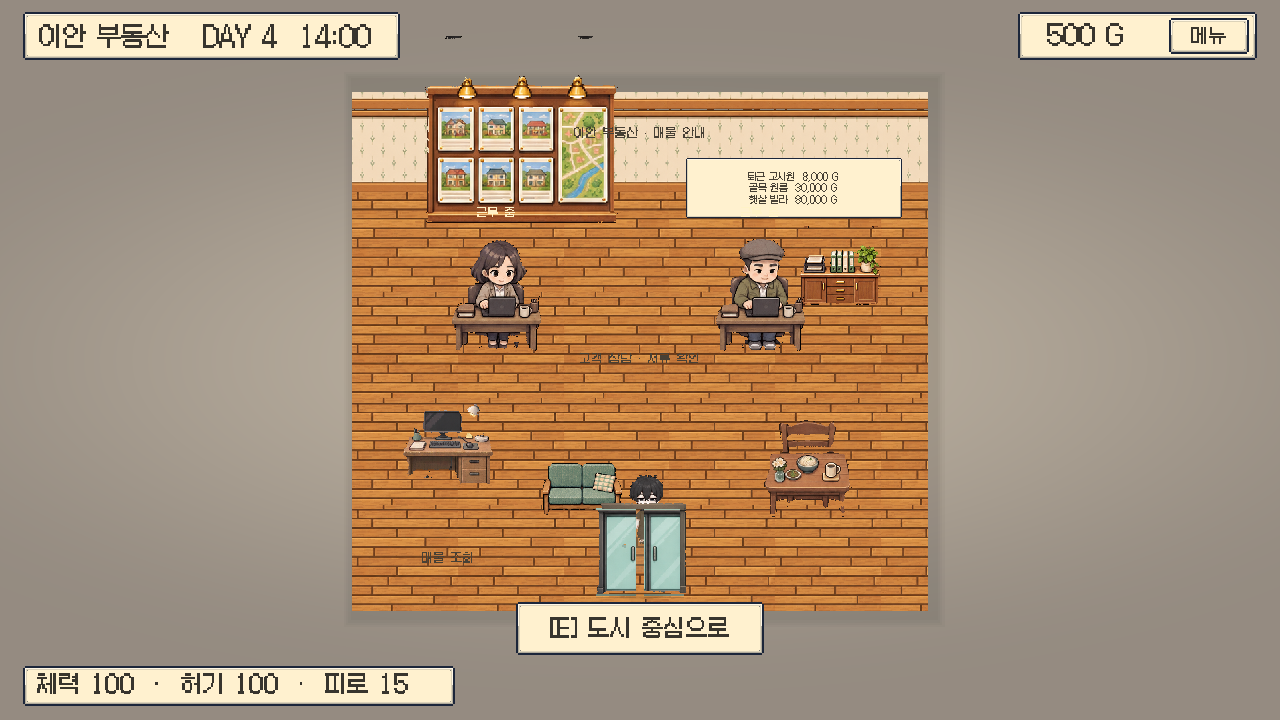 이안 부동산 DAY 4 14:00
500 G
메뉴
이안 부동산 · 매물 안내
퇴근 고시원 8,000 G
골목 원룸 30,000 G
햇살 빌라 80,000 G
근무 중
고객 상담 · 서류 확인
매물 조회
[E] 도시 중심으로
체력 100 · 허기 100 · 피로 15